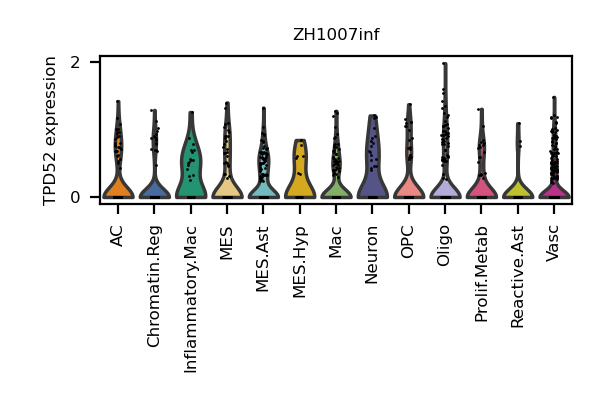 ZH1007inf
TPD52 expression
2
0
AC
Chromatin.Reg
Inflammatory.Mac
MES
MES.Ast
MES.Hyp
Mac
Neuron
OPC
Oligo
Prolif.Metab
Reactive.Ast
Vasc